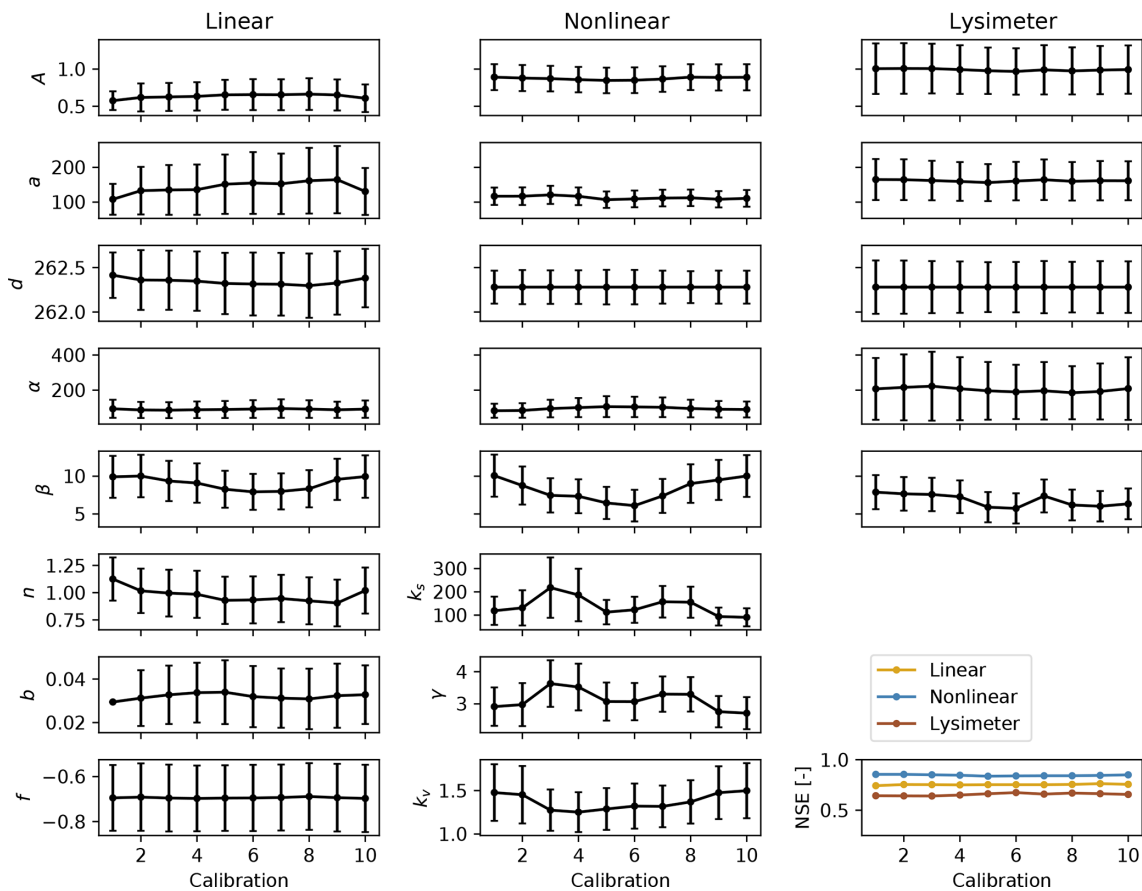 Linear Nonlinear Lysimeter
A
1.0
0.5
a
200
100
d
262.5
262.0
α
400
200
β
10
5
n
1.25
1.00
0.75
k_s
300
200
100
b
0.04
0.02
γ
4
3
Linear
Nonlinear
Lysimeter
f
−0.6
−0.8
k_v
1.5
1.0
NSE [-]
1.0
0.5
2 4 6 8 10 2 4 6 8 10 2 4 6 8 10
Calibration Calibration Calibration